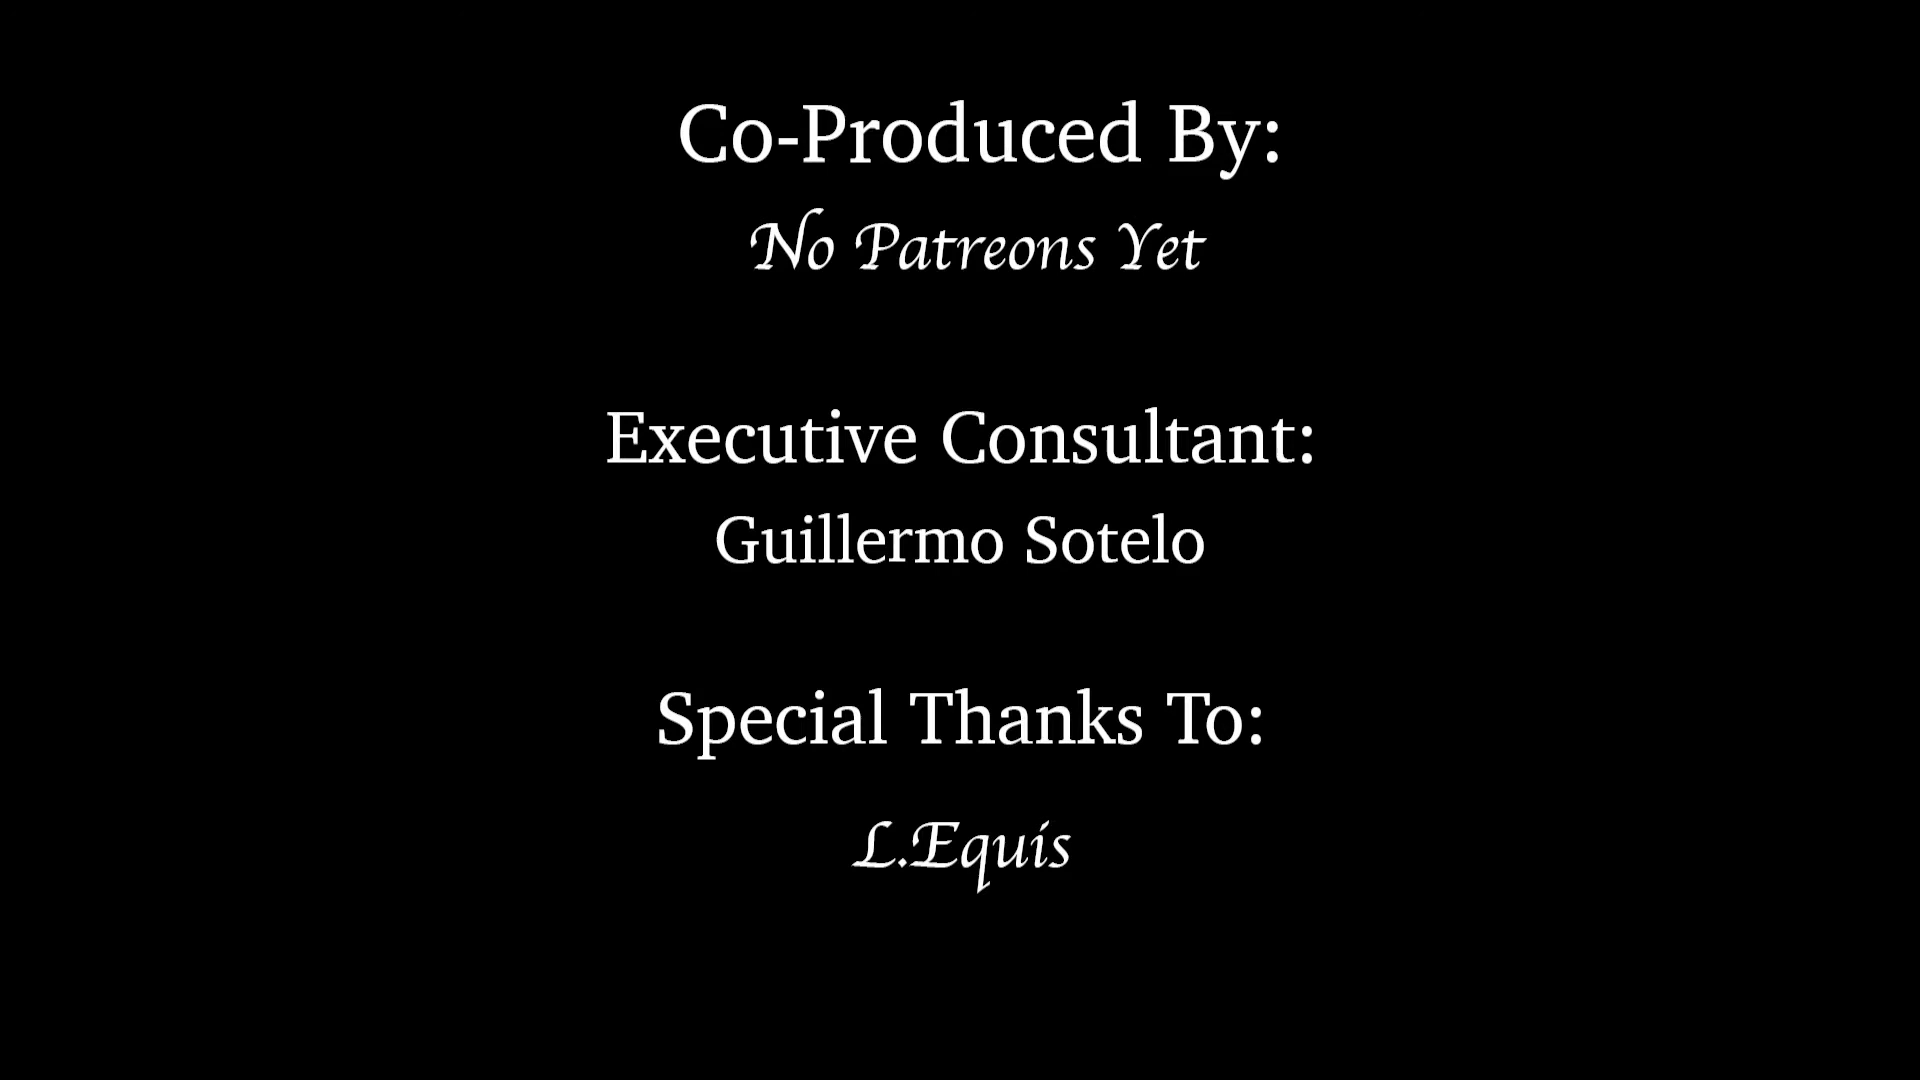 Co-Produced By:
No Patreons Yet
Executive Consultant:
Guillermo Sotelo
Special Thanks To:
L.Equis